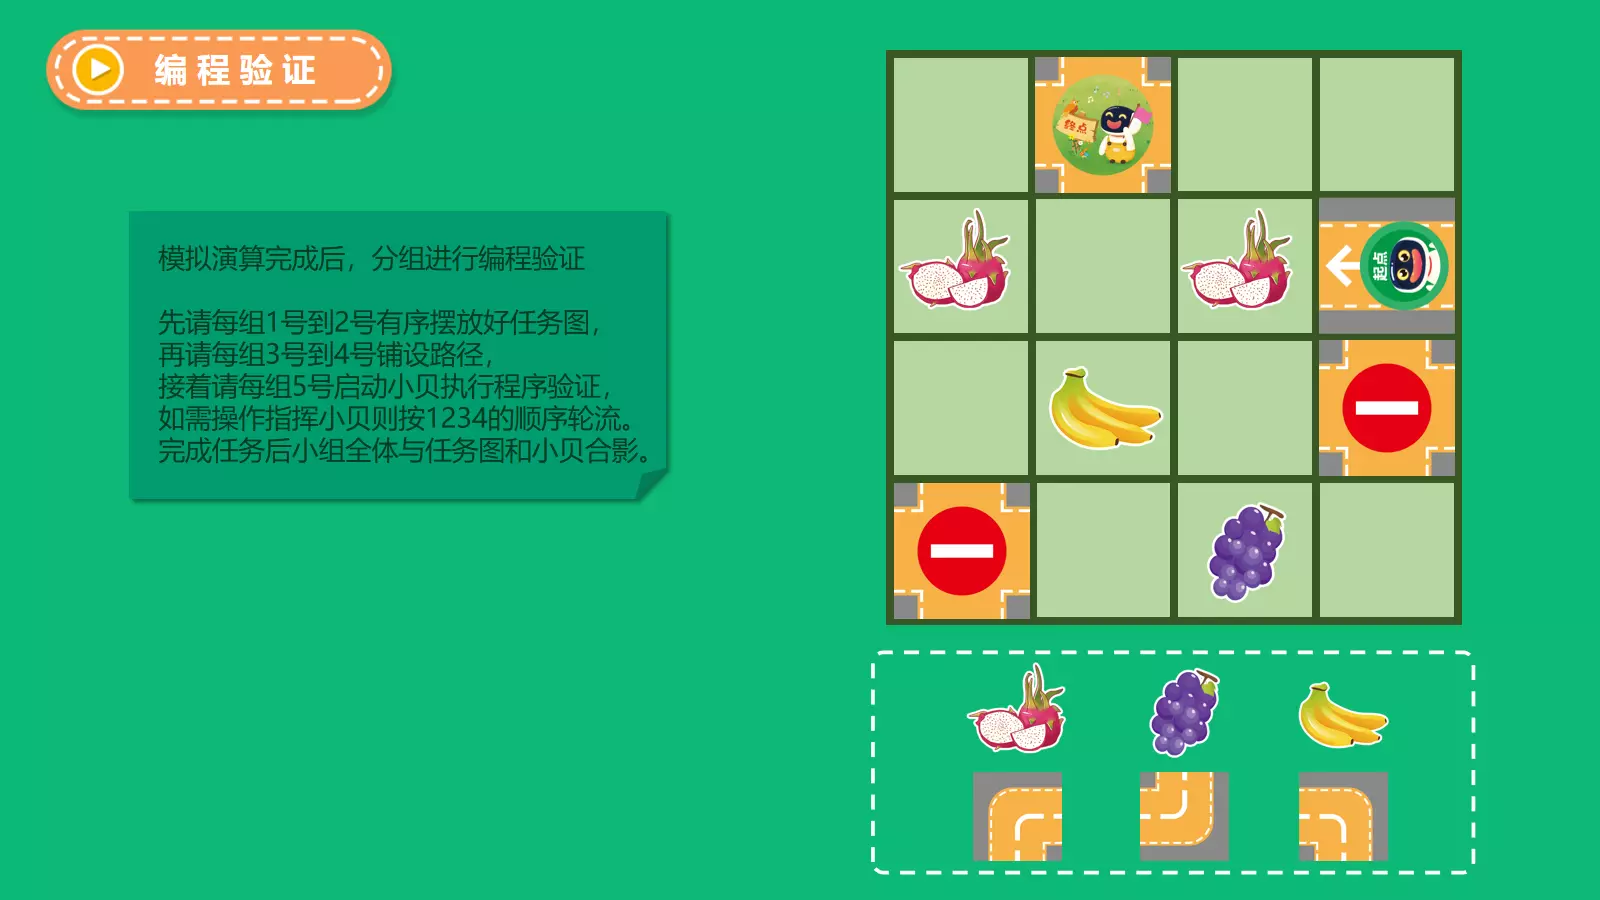 编程验证
模拟演算完成后，分组进行编程验证
先请每组1号到2号有序摆放好任务图，
再请每组3号到4号铺设路径，
接着请每组5号启动小贝执行程序验证，
如需操作指挥小贝则按1234的顺序轮流。
完成任务后小组全体与任务图和小贝合影。
终点
起点